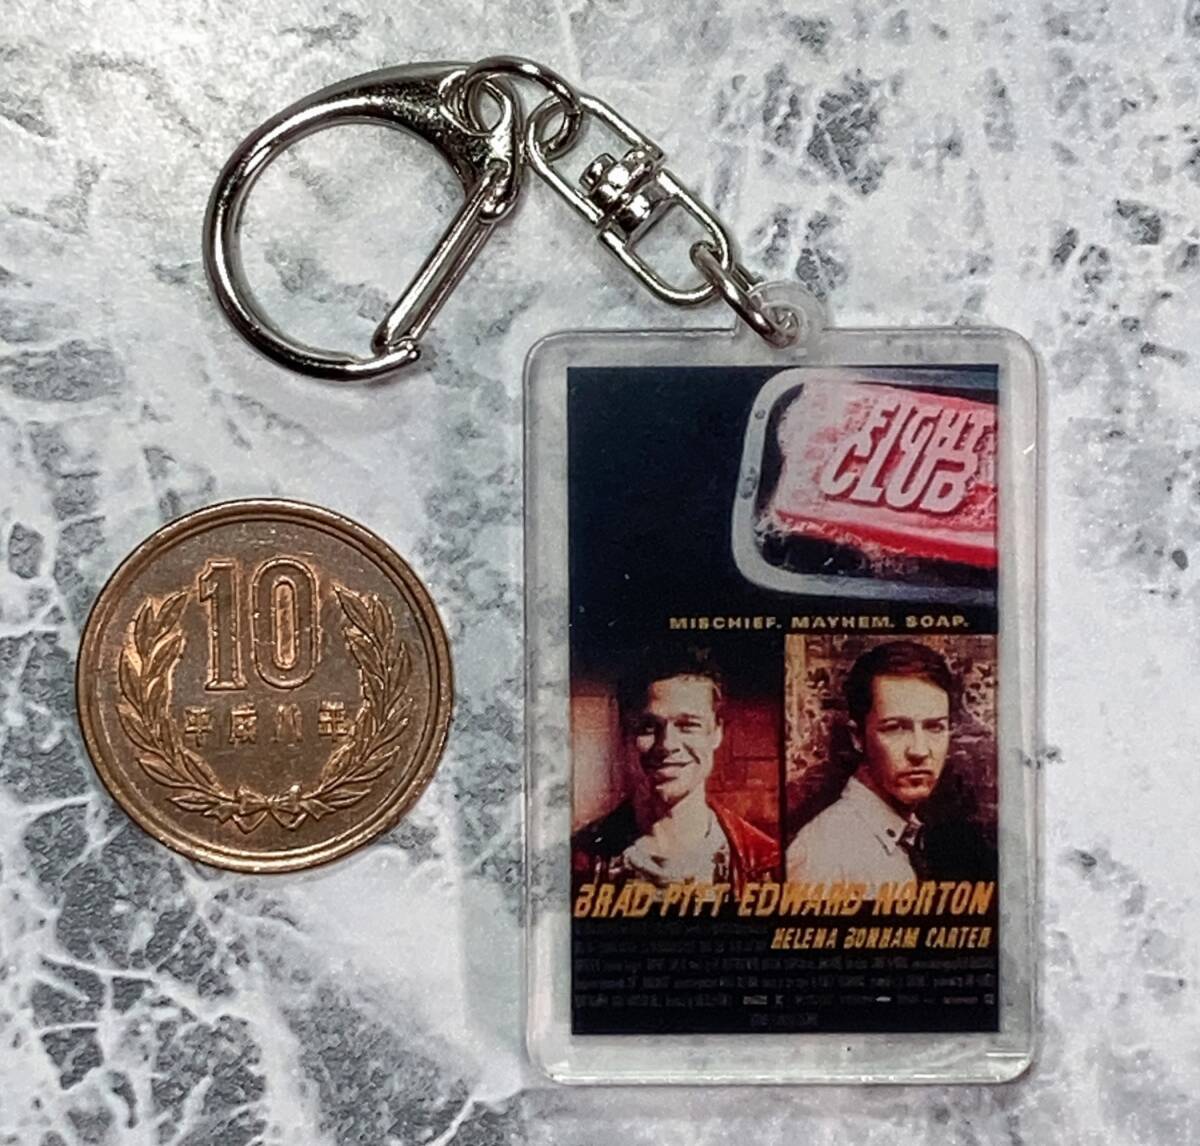 FIGHT
CLUB
10
平成八年
MISCHIEF. MAYHEM. SOAP.
BRAD PITT EDWARD NORTON
HELENA BONHAM CARTER